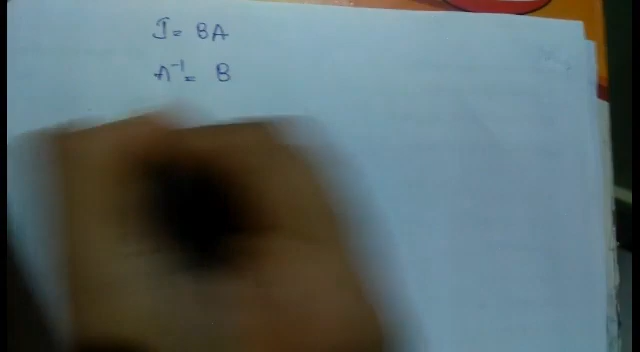 I = BA
A⁻¹ = B